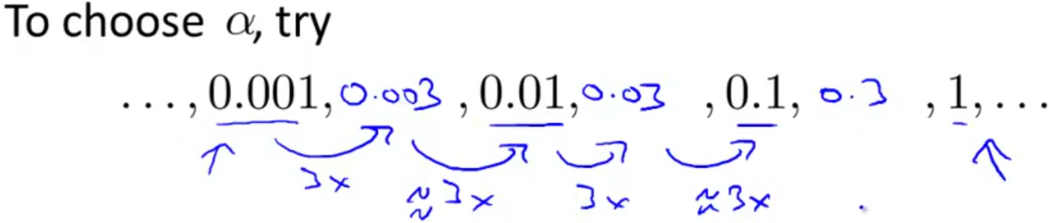 To choose α, try
..., 0.001, 0.003, 0.01, 0.03, 0.1, 0.3, 1, ...
3x ≈3x 3x ≈3x